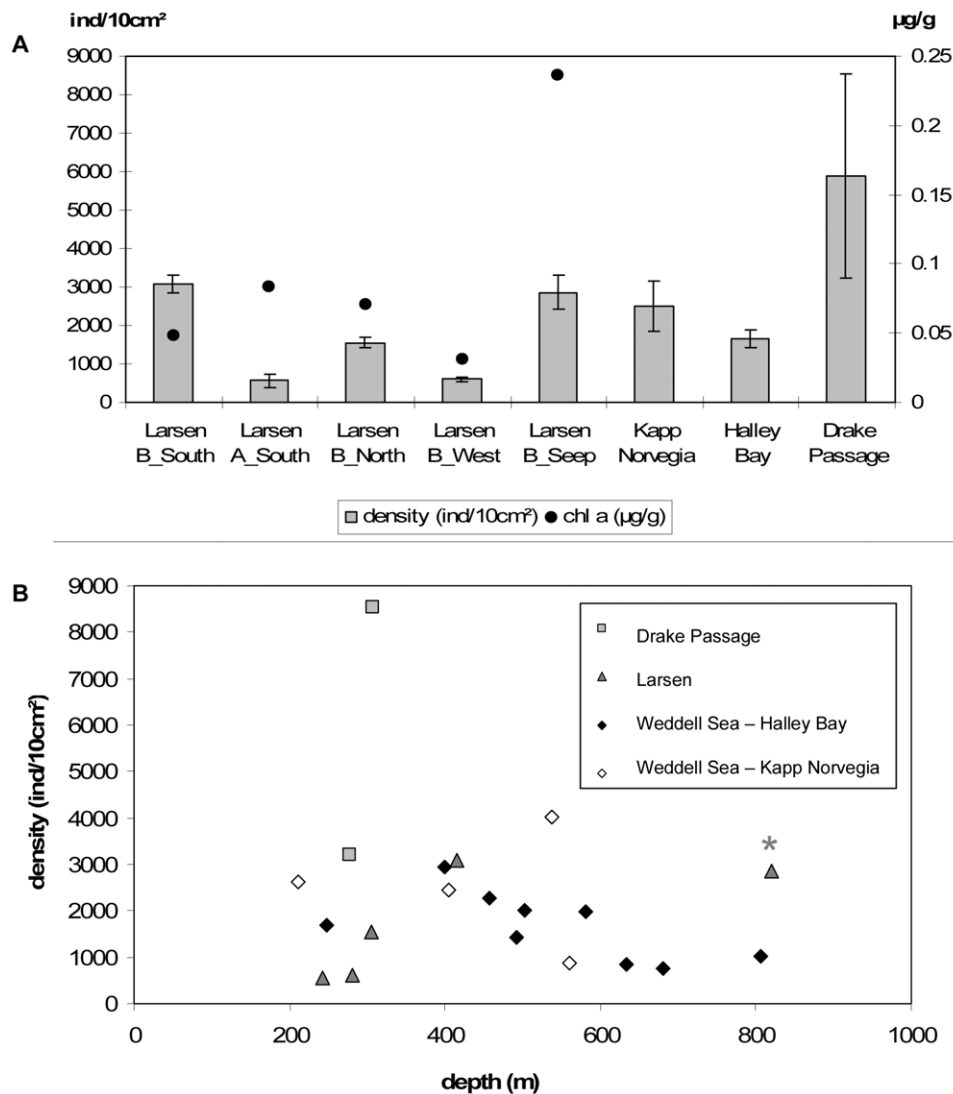 ind/10cm² µg/g
A
9000 0.25
8000
7000 0.2
6000
5000 0.15
4000 0.1
3000
2000 0.05
1000
0 0
Larsen Larsen Larsen Larsen Larsen Kapp Halley Drake
B_South A_South B_North B_West B_Seep Norvegia Bay Passage
density (ind/10cm²) chl a (µg/g)
B
9000
8000
7000
6000
5000
4000
3000
2000
1000
0
density (ind/10cm²)
Drake Passage
Larsen
Weddell Sea – Halley Bay
Weddell Sea – Kapp Norvegia
*
0 200 400 600 800 1000
depth (m)